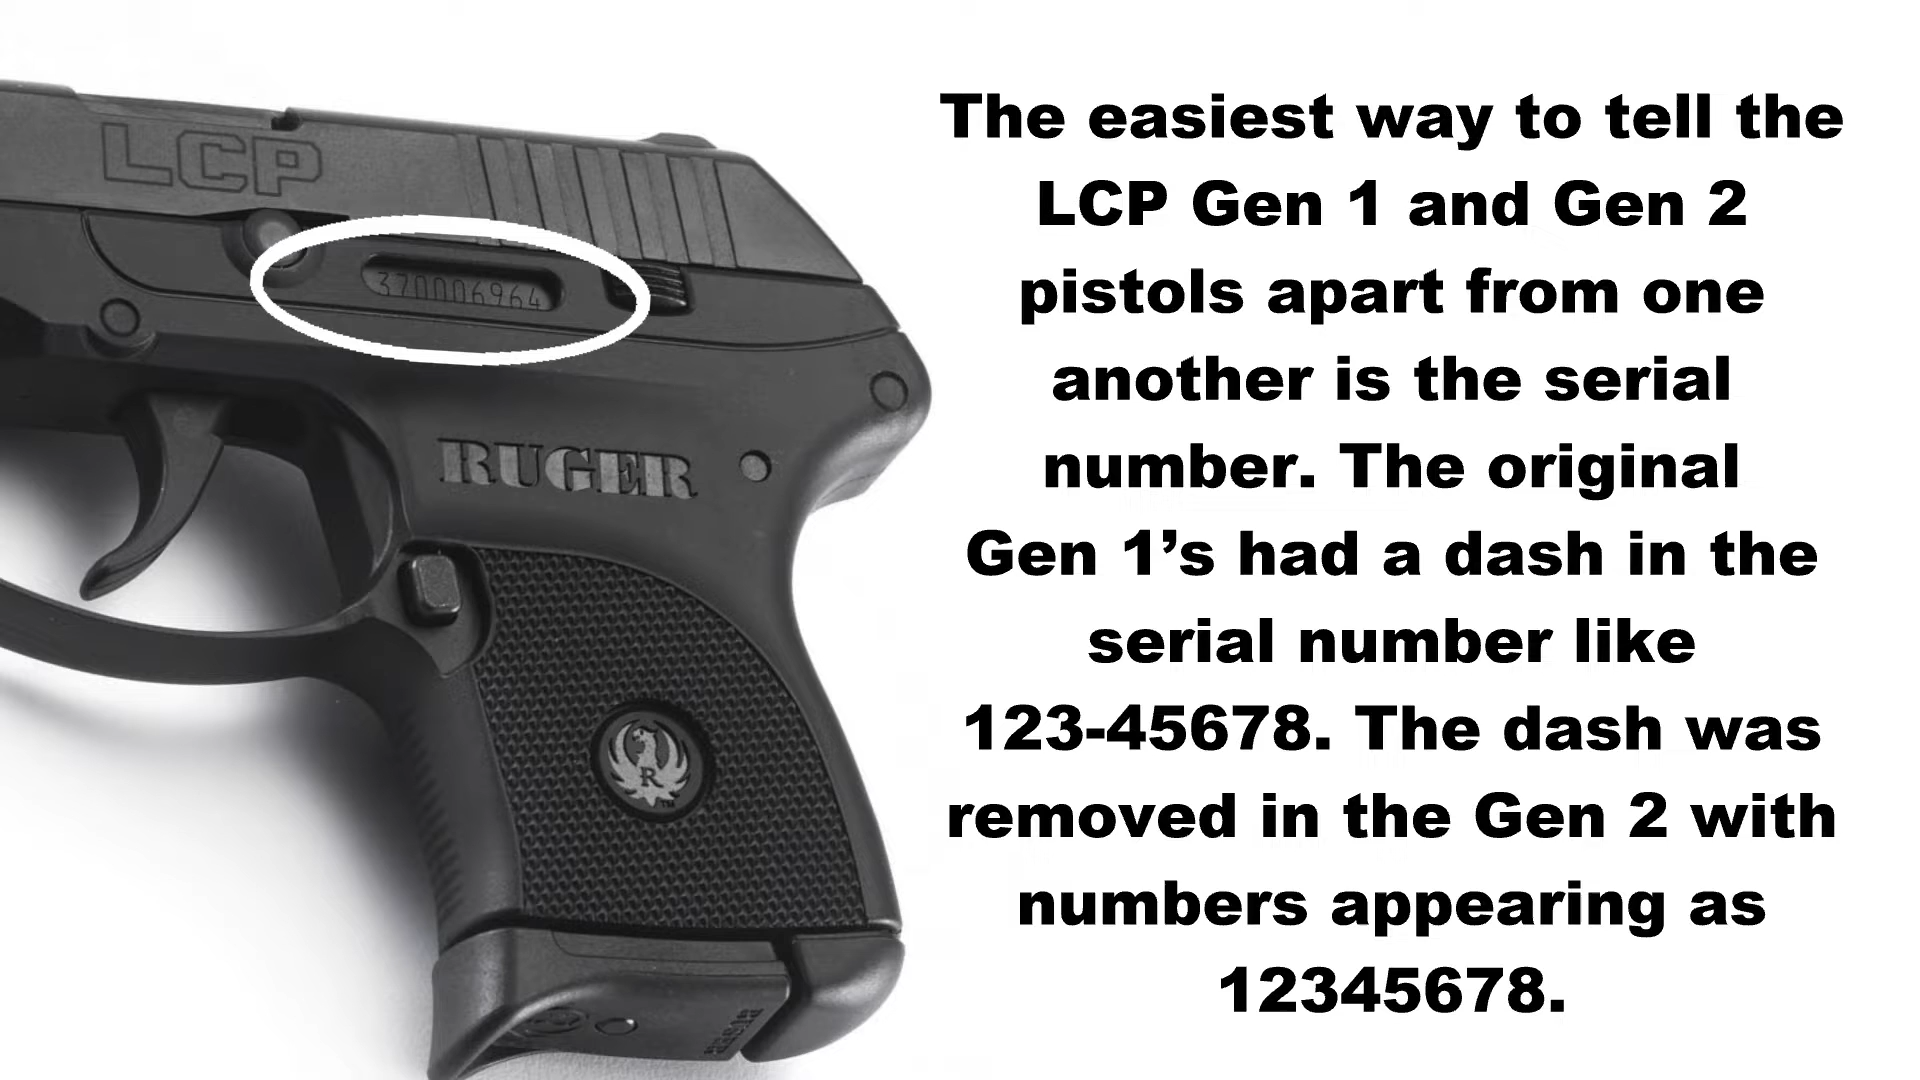 LCP
370006964
RUGER
R
The easiest way to tell the
LCP Gen 1 and Gen 2
pistols apart from one
another is the serial
number. The original
Gen 1’s had a dash in the
serial number like
123-45678. The dash was
removed in the Gen 2 with
numbers appearing as
12345678.